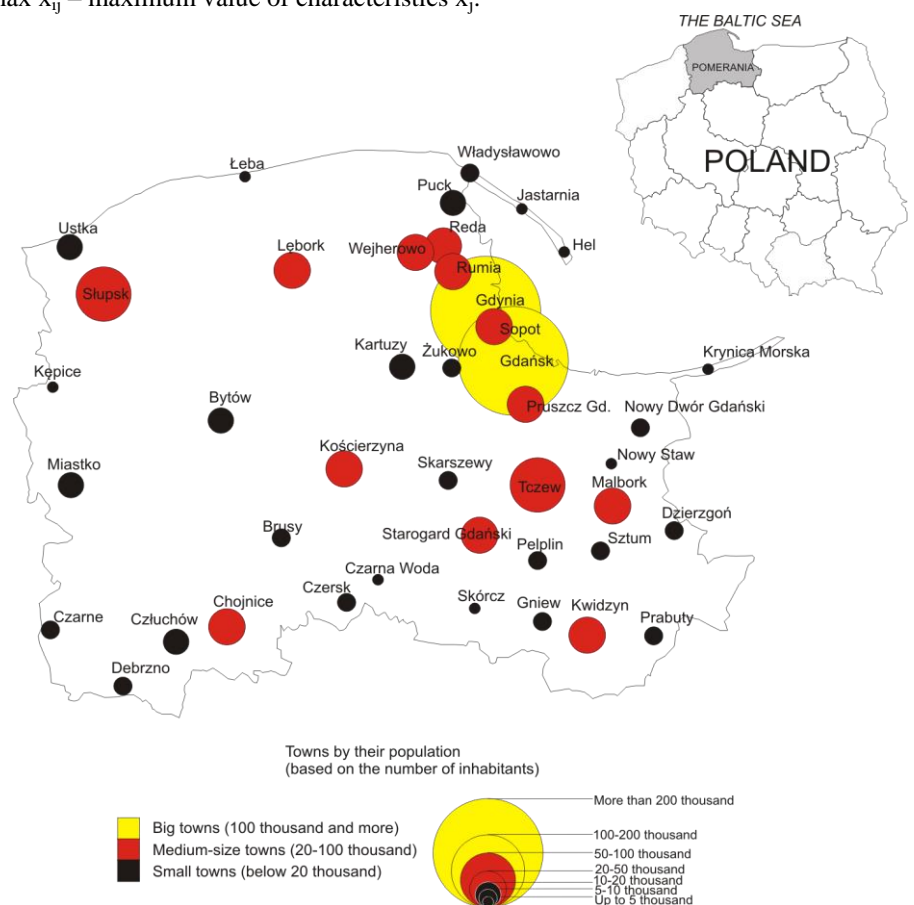 max xij – maximum value of characteristics xj.
THE BALTIC SEA
POMERANIA
POLAND
Łeba
Władysławowo
Puck
Jastarnia
Ustka
Reda
Lębork
Wejherowo
Hel
Rumia
Słupsk
Gdynia
Sopot
Kartuzy
Żukowo
Gdańsk
Krynica Morska
Kępice
Bytów
Pruszcz Gd.
Nowy Dwór Gdański
Kościerzyna
Miastko
Skarszewy
Nowy Staw
Tczew
Malbork
Dzierzgoń
Brusy
Starogard Gdański
Pelplin
Sztum
Czarna Woda
Czersk
Chojnice
Skórcz
Gniew
Kwidzyn
Prabuty
Czarne
Człuchów
Debrzno
Towns by their population
(based on the number of inhabitants)
Big towns (100 thousand and more)
Medium-size towns (20-100 thousand)
Small towns (below 20 thousand)
More than 200 thousand
100-200 thousand
50-100 thousand
20-50 thousand
10-20 thousand
5-10 thousand
Up to 5 thousand